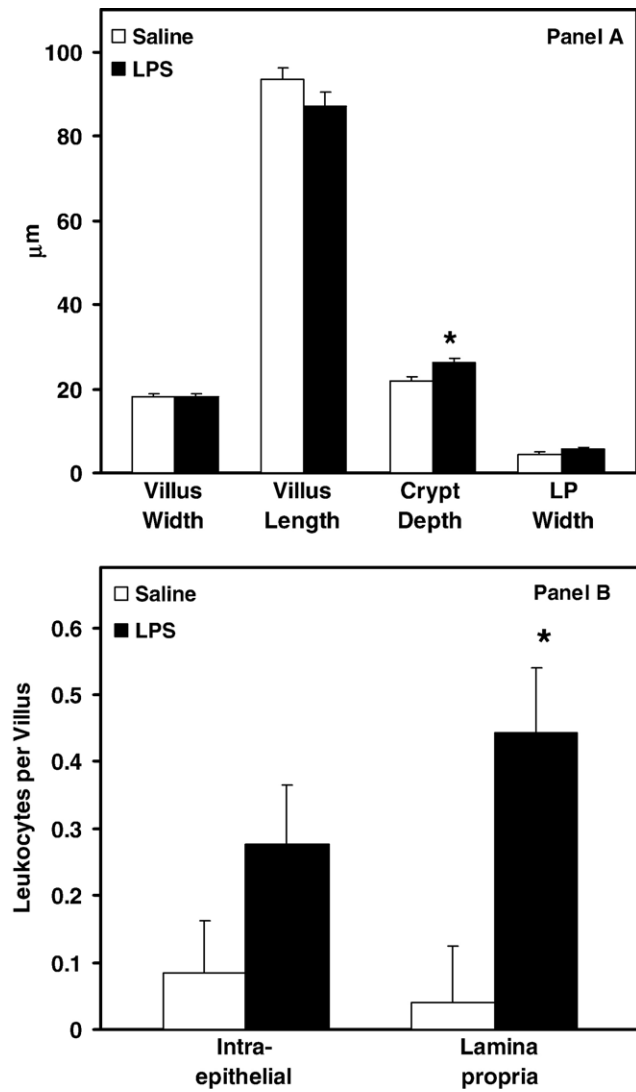 Saline
Panel A
LPS
100
80
60
40
20
0
μm
*
Villus Width
Villus Length
Crypt Depth
LP Width
Saline
Panel B
LPS
0.6
0.5
0.4
0.3
0.2
0.1
0
Leukocytes per Villus
*
Intra-
epithelial
Lamina
propria